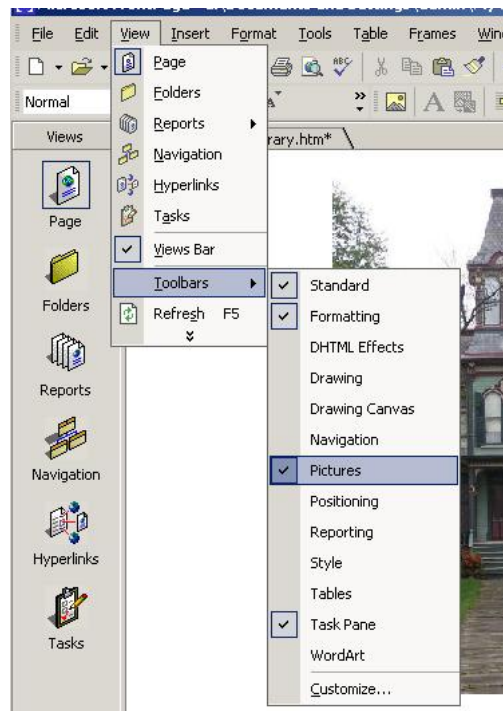 File Edit View Insert Format Tools Table Frames
Normal
Views
rary.htm*
Page
Folders
Reports
Navigation
Hyperlinks
Tasks
Page
Folders
Reports
Navigation
Hyperlinks
Tasks
Views Bar
Toolbars
Refresh F5
Standard
Formatting
DHTML Effects
Drawing
Drawing Canvas
Navigation
Pictures
Positioning
Reporting
Style
Tables
Task Pane
WordArt
Customize...